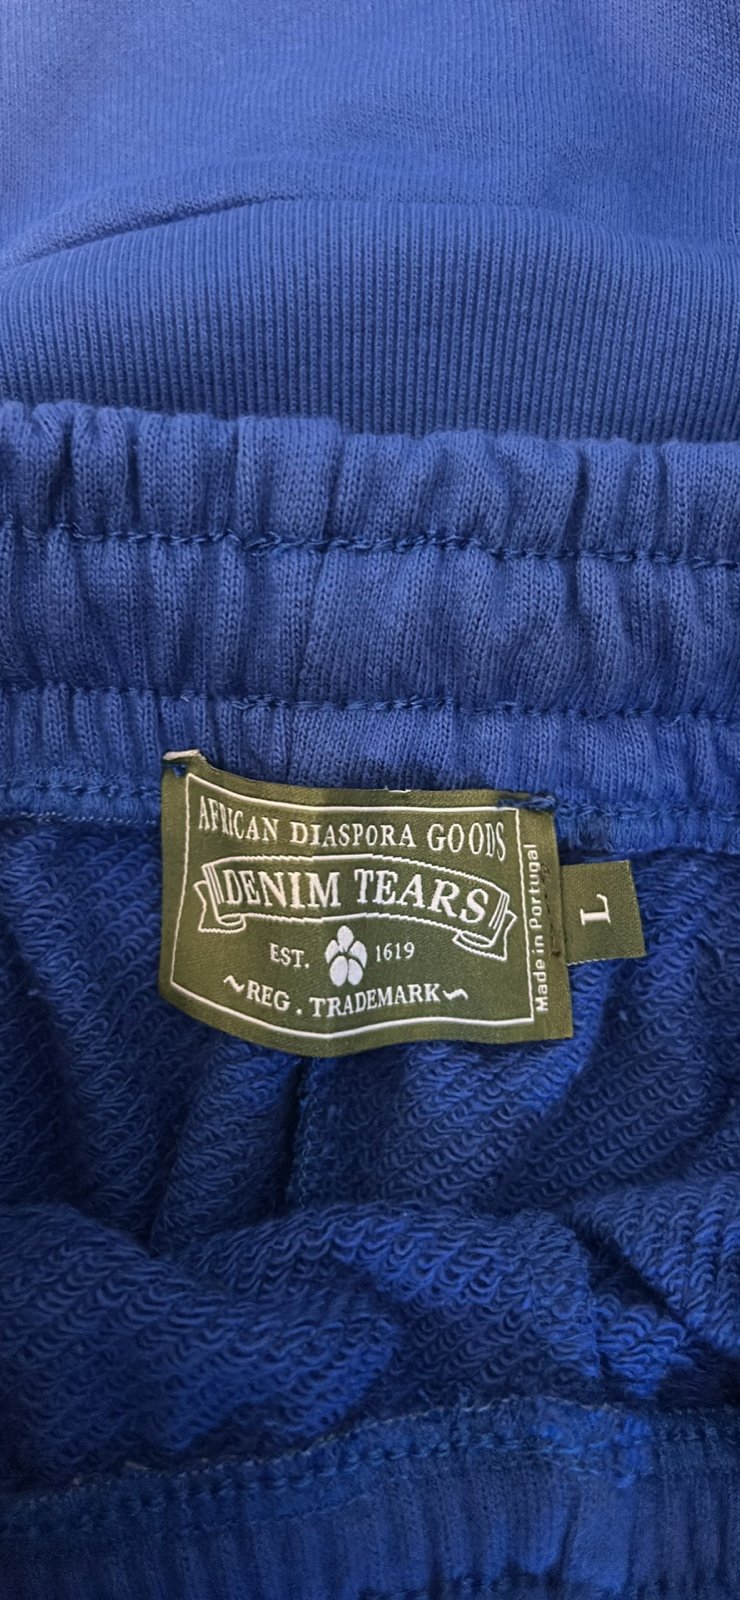 AFRICAN DIASPORA GOODS
DENIM TEARS
EST. 1619
REG. TRADEMARK
Made in Portugal
L